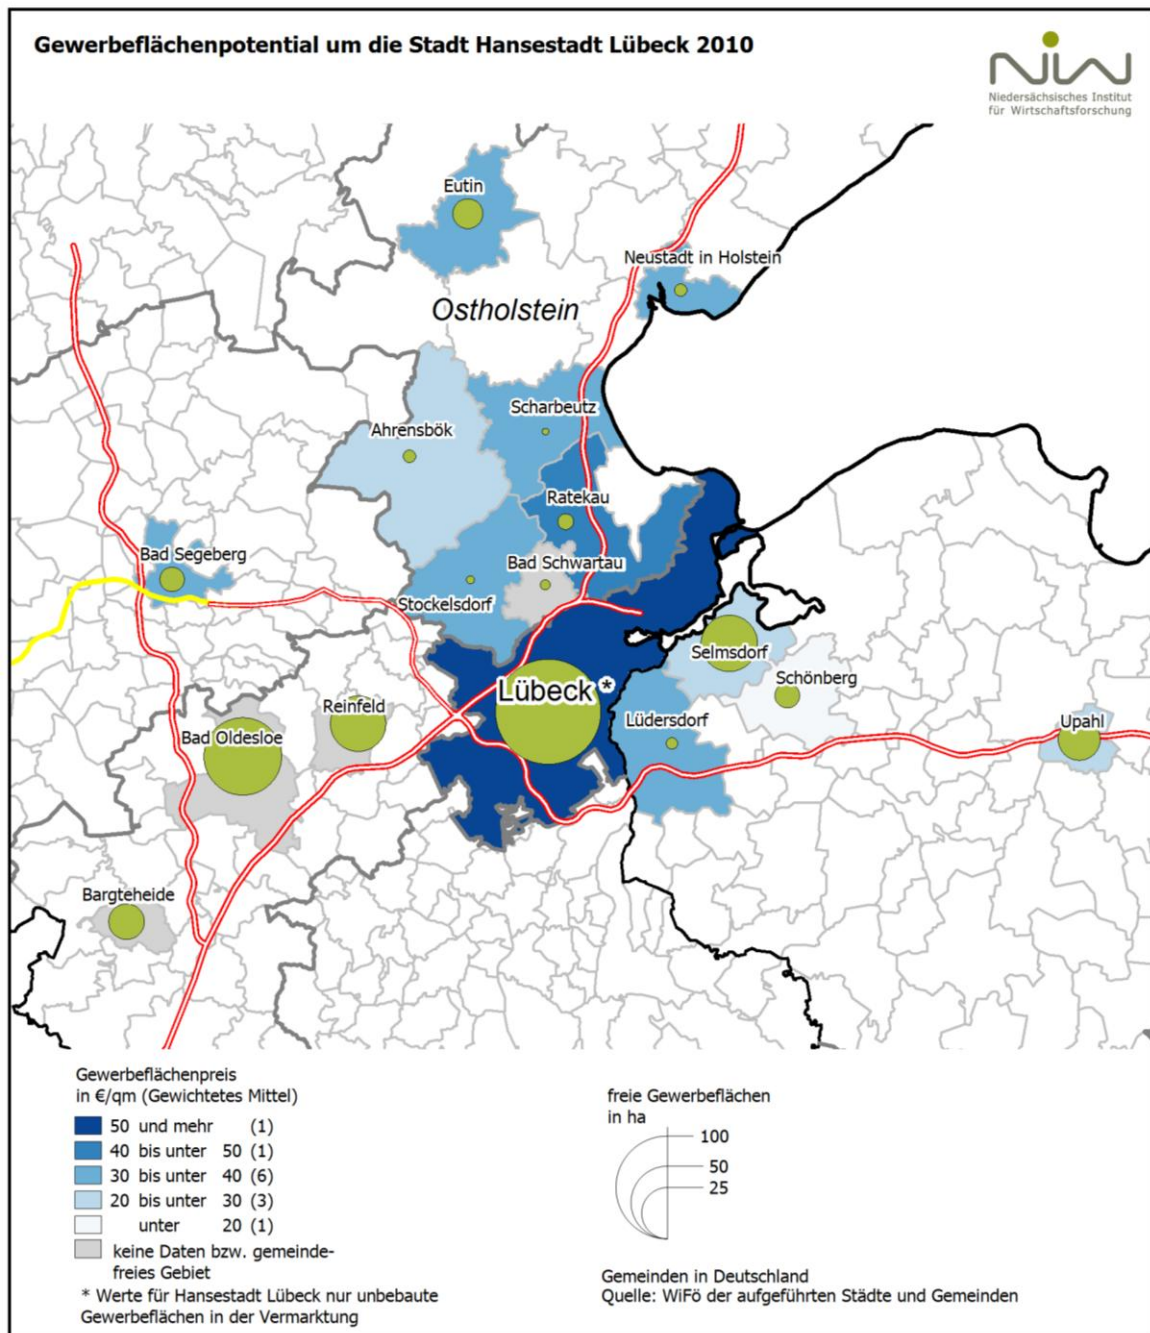 Gewerbeflächenpotential um die Stadt Hansestadt Lübeck 2010
NIW
Niedersächsisches Institut
für Wirtschaftsforschung
Eutin
Neustadt in Holstein
Ostholstein
Scharbeutz
Ahrensbök
Ratekau
Bad Segeberg
Bad Schwartau
Stockelsdorf
Selmsdorf
Schönberg
Lübeck *
Reinfeld
Lüdersdorf
Upahl
Bad Oldesloe
Bargteheide
Gewerbeflächenpreis
in €/qm (Gewichtetes Mittel)
50 und mehr (1)
40 bis unter 50 (1)
30 bis unter 40 (6)
20 bis unter 30 (3)
unter 20 (1)
keine Daten bzw. gemeinde-
freies Gebiet
* Werte für Hansestadt Lübeck nur unbebaute
Gewerbeflächen in der Vermarktung
freie Gewerbeflächen
in ha
100
50
25
Gemeinden in Deutschland
Quelle: WiFö der aufgeführten Städte und Gemeinden